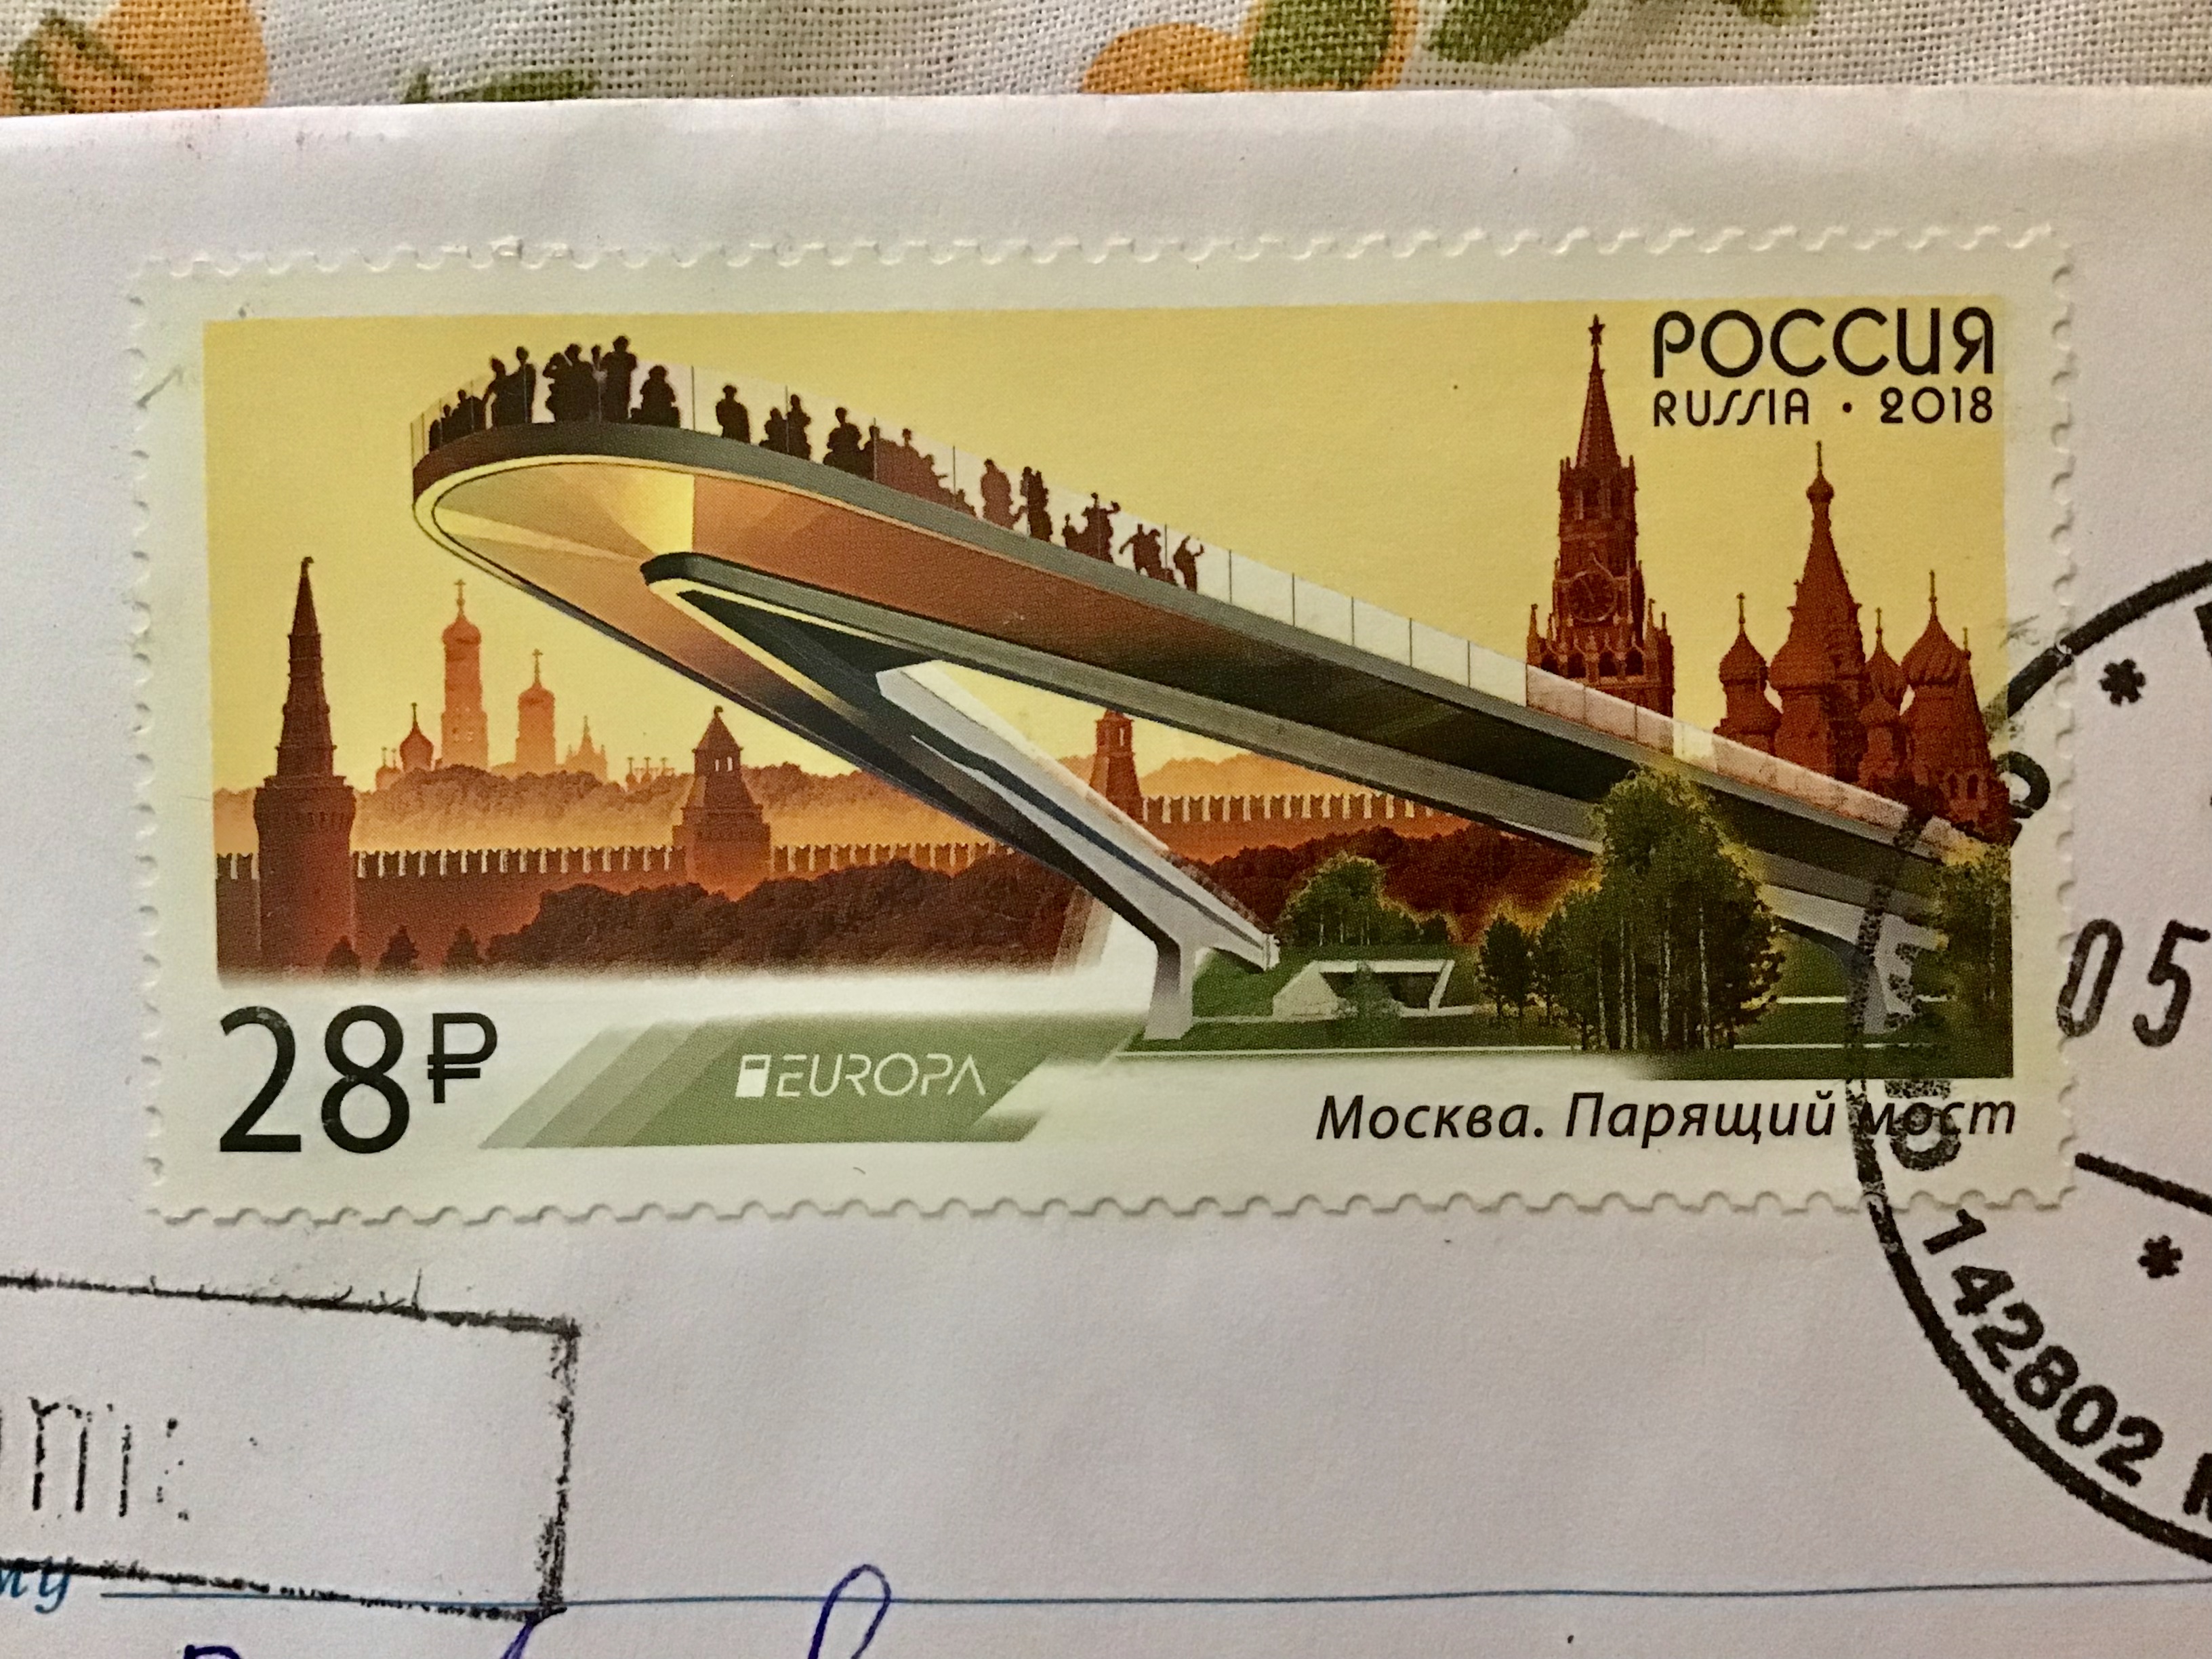 РОССИЯ
RUSSIA • 2018
28₽
EUROPA
Москва. Парящий мост
05
142802